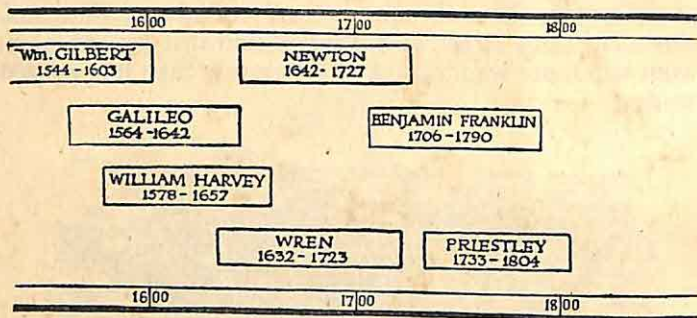 1600 1700 1800
Wm. GILBERT
1544 - 1603
NEWTON
1642 - 1727
GALILEO
1564 - 1642
BENJAMIN FRANKLIN
1706 - 1790
WILLIAM HARVEY
1578 - 1657
WREN
1632 - 1723
PRIESTLEY
1733 - 1804
1600 1700 1800